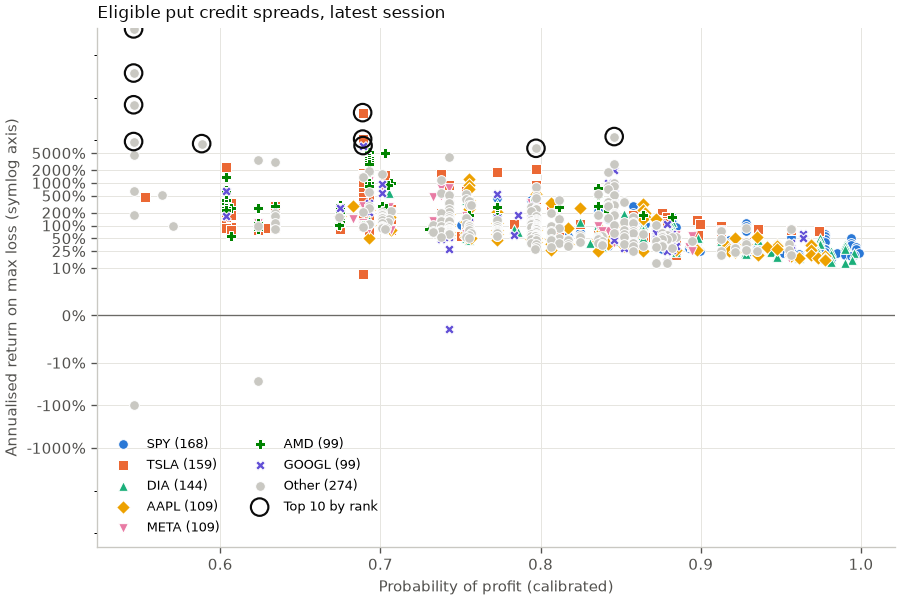 Eligible put credit spreads, latest session
Annualised return on max loss (symlog axis)
5000%
2000%
1000%
500%
200%
100%
50%
25%
10%
0%
-10%
-100%
-1000%
SPY (168)
TSLA (159)
DIA (144)
AAPL (109)
META (109)
AMD (99)
GOOGL (99)
Other (274)
Top 10 by rank
0.6
0.7
0.8
0.9
1.0
Probability of profit (calibrated)